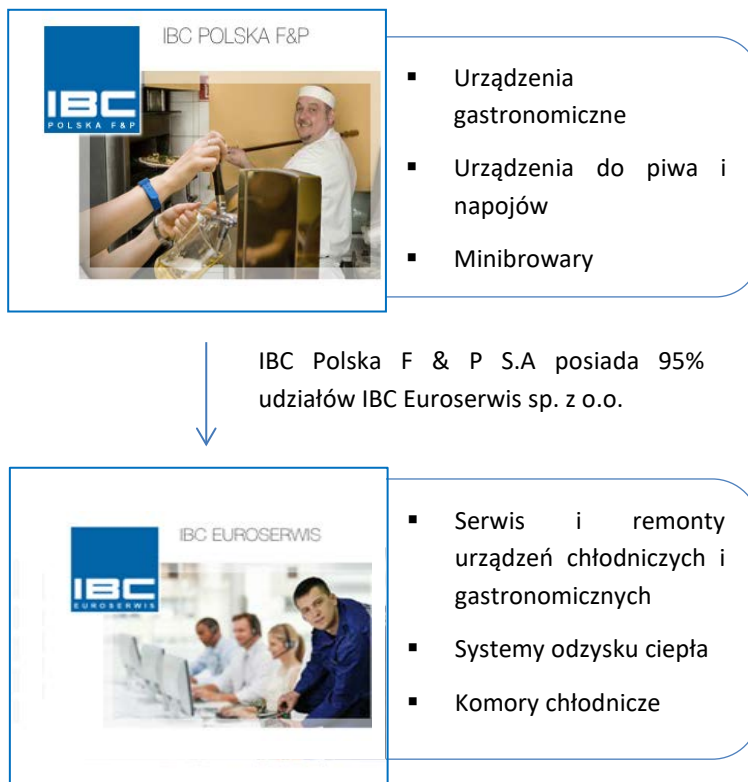 IBC POLSKA F&P
IBC
POLSKA F&P
▪ Urządzenia
gastronomiczne
▪ Urządzenia do piwa i
napojów
▪ Minibrowary
IBC Polska F & P S.A posiada 95%
udziałów IBC Euroserwis sp. z o.o.
IBC EUROSERWIS
IBC
EUROSERWIS
▪ Serwis i remonty
urządzeń chłodniczych i
gastronomicznych
▪ Systemy odzysku ciepła
▪ Komory chłodnicze